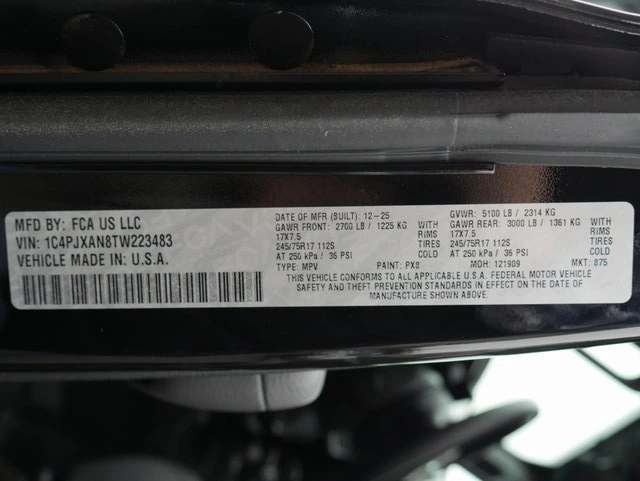 MFD BY: FCA US LLC
VIN: 1C4PJXAN8TW223483
VEHICLE MADE IN: U.S.A.
DATE OF MFR (BUILT): 12-25
GAWR FRONT: 2700 LB / 1225 KG WITH
17X7.5 RIMS
245/75R17 112S TIRES
AT 250 kPa / 36 PSI COLD
TYPE: MPV PAINT: PX8
GVWR: 5100 LB / 2314 KG
GAWR REAR: 3000 LB / 1361 KG WITH
17X7.5 RIMS
245/75R17 112S TIRES
AT 250 kPa / 36 PSI COLD
MDH: 121909 MKT: 875
THIS VEHICLE CONFORMS TO ALL APPLICABLE U.S.A. FEDERAL MOTOR VEHICLE
SAFETY AND THEFT PREVENTION STANDARDS IN EFFECT ON THE DATE OF
MANUFACTURE SHOWN ABOVE.